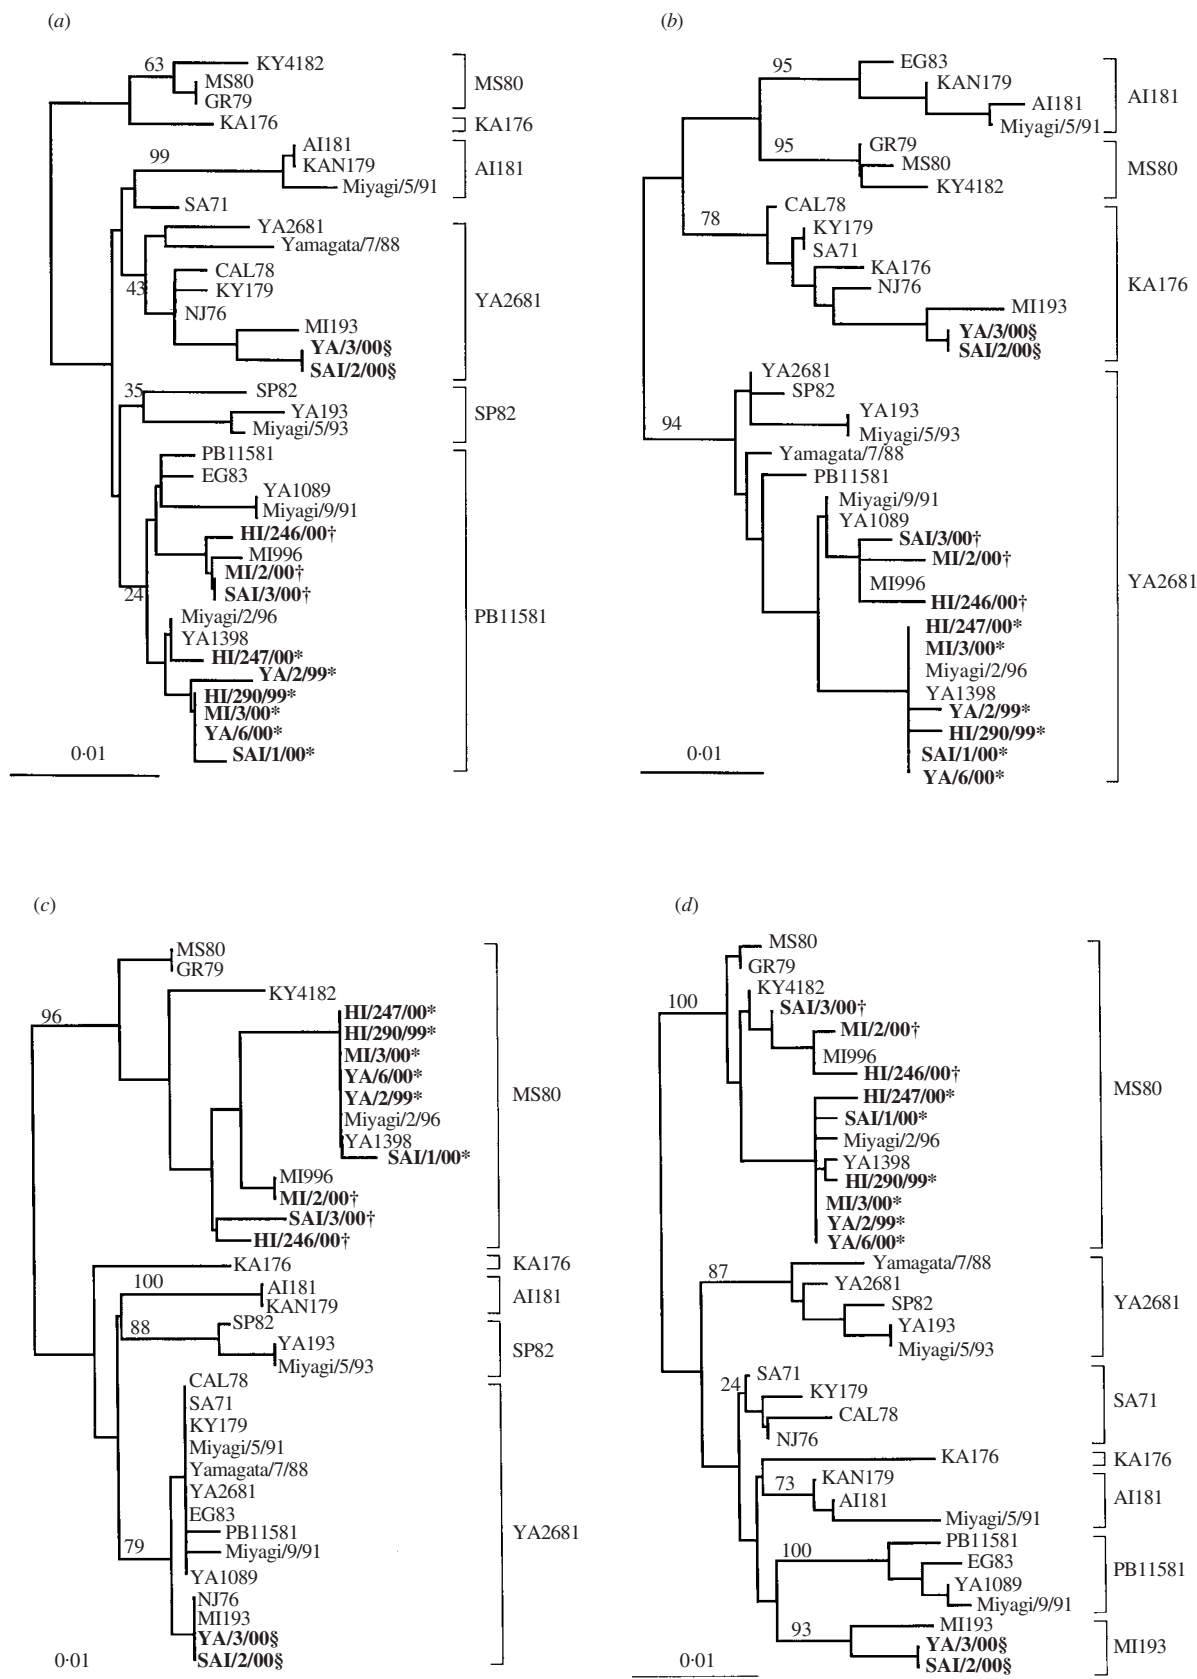 (a)
63
KY4182
MS80
GR79
MS80
KA176
KA176
99
AI181
KAN179
AI181
Miyagi/5/91
SA71
YA2681
Yamagata/7/88
CAL78
43
KY179
YA2681
NJ76
MI193
YA/3/00§
SAI/2/00§
35
SP82
YA193
SP82
Miyagi/5/93
PB11581
EG83
YA1089
Miyagi/9/91
HI/246/00†
MI996
MI/2/00†
SAI/3/00†
24
Miyagi/2/96
PB11581
YA1398
HI/247/00*
YA/2/99*
HI/290/99*
MI/3/00*
YA/6/00*
SAI/1/00*
0·01
(b)
95
EG83
KAN179
AI181
AI181
Miyagi/5/91
95
GR79
MS80
MS80
KY4182
CAL78
78
KY179
SA71
KA176
NJ76
KA176
MI193
YA/3/00§
SAI/2/00§
YA2681
SP82
94
YA193
Miyagi/5/93
Yamagata/7/88
PB11581
Miyagi/9/91
YA1089
SAI/3/00†
MI/2/00†
MI996
YA2681
HI/246/00†
HI/247/00*
MI/3/00*
Miyagi/2/96
YA1398
YA/2/99*
HI/290/99*
SAI/1/00*
YA/6/00*
0·01
(c)
MS80
GR79
KY4182
96
HI/247/00*
HI/290/99*
MI/3/00*
YA/6/00*
YA/2/99*
MS80
Miyagi/2/96
YA1398
SAI/1/00*
MI996
MI/2/00†
SAI/3/00†
HI/246/00†
KA176
KA176
100
AI181
AI181
KAN179
88
SP82
YA193
SP82
Miyagi/5/93
CAL78
SA71
KY179
Miyagi/5/91
Yamagata/7/88
YA2681
EG83
PB11581
YA2681
79
Miyagi/9/91
YA1089
NJ76
MI193
YA/3/00§
SAI/2/00§
0·01
(d)
MS80
GR79
KY4182
100
SAI/3/00†
MI/2/00†
MI996
HI/246/00†
MS80
HI/247/00*
SAI/1/00*
Miyagi/2/96
YA1398
HI/290/99*
MI/3/00*
YA/2/99*
YA/6/00*
87
Yamagata/7/88
YA2681
SP82
YA2681
YA193
Miyagi/5/93
24
SA71
KY179
SA71
CAL78
NJ76
KA176
KA176
73
KAN179
AI181
AI181
Miyagi/5/91
100
PB11581
EG83
PB11581
YA1089
Miyagi/9/91
93
MI193
YA/3/00§
MI193
SAI/2/00§
0·01